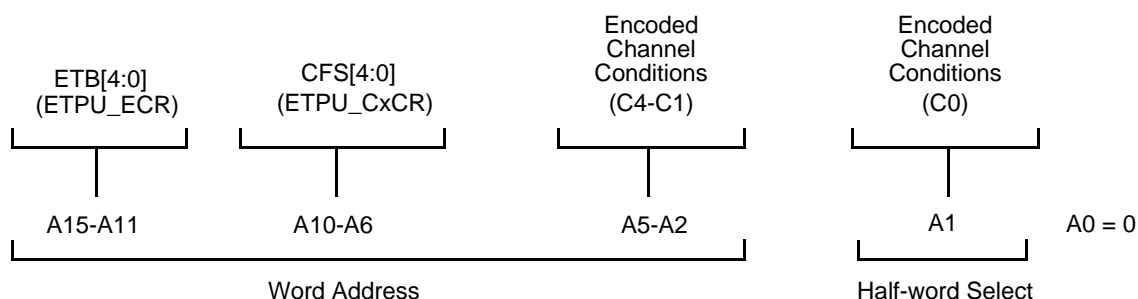 Encoded Channel Conditions (C4-C1)
Encoded Channel Conditions (C0)
ETB[4:0]
(ETPU_ECR)
CFS[4:0]
(ETPU_CxCR)
A15-A11
A10-A6
A5-A2
A1
A0 = 0
Word Address
Half-word Select